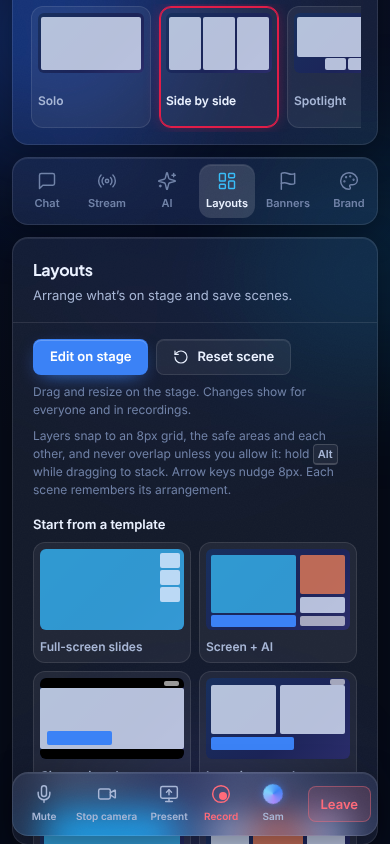 Solo
Side by side
Spotlight
Chat
Stream
AI
Layouts
Banners
Brand
Layouts
Arrange what's on stage and save scenes.
Edit on stage
Reset scene
Drag and resize on the stage. Changes show for
everyone and in recordings.
Layers snap to an 8px grid, the safe areas and each
other, and never overlap unless you allow it: hold Alt
while dragging to stack. Arrow keys nudge 8px. Each
scene remembers its arrangement.
Start from a template
Full-screen slides
Screen + AI
Mute
Stop camera
Present
Record
Sam
Leave